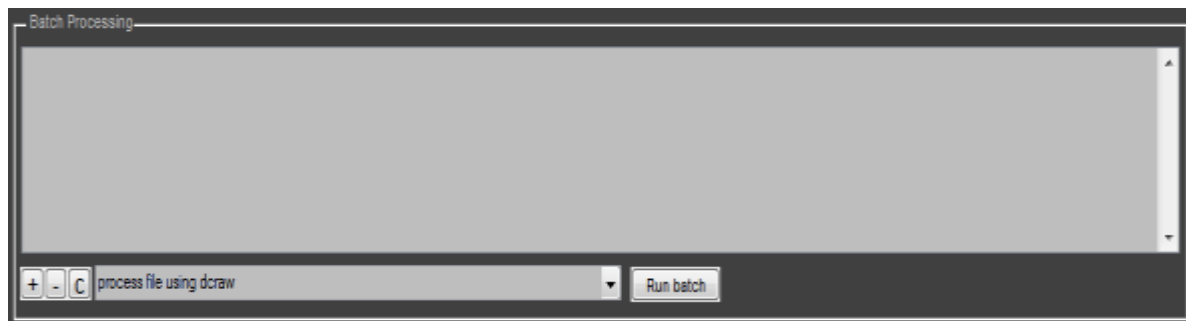 Batch Processing
+ - C process file using dcraw Run batch